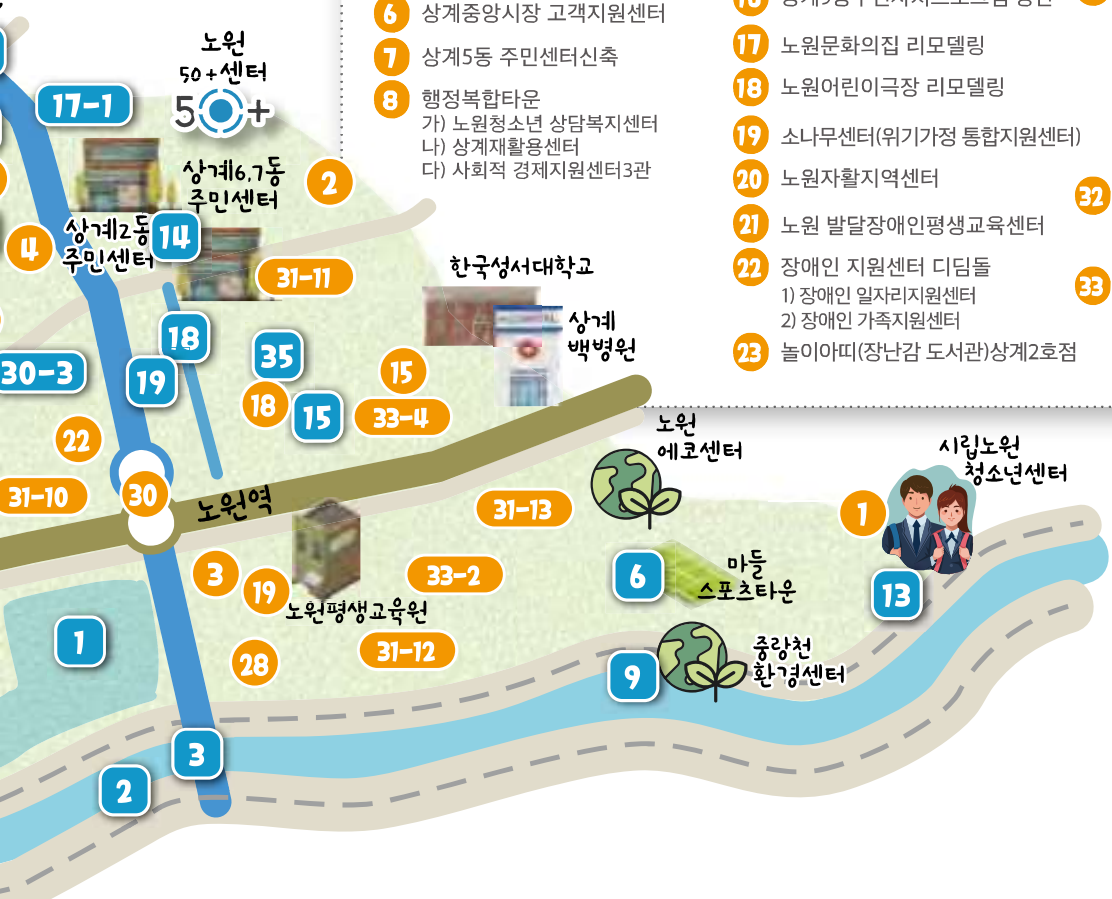 6 상계중앙시장 고객지원센터
7 상계5동 주민센터신축
8 행정복합타운
가) 노원청소년 상담복지센터
나) 상계재활용센터
다) 사회적 경제지원센터3관
17 노원문화의집 리모델링
18 노원어린이극장 리모델링
19 소나무센터(위기가정 통합지원센터)
20 노원자활지역센터
21 노원 발달장애인평생교육센터
22 장애인 지원센터 디딤돌
1) 장애인 일자리지원센터
2) 장애인 가족지원센터
23 놀이아띠(장난감 도서관)상계2호점
32
33
노원
50+센터
50+
17-1
상계6,7동
주민센터
2
상계2동
주민센터
14
4
31-11
한국성서대학교
상계
백병원
18
35
30-3
19
15
18
15
33-4
22
노원
에코센터
시립노원
청소년센터
31-10
30
노원역
31-13
1
3
19
33-2
6
마들
스포츠타운
13
노원평생교육원
1
28
31-12
9
중랑천
환경센터
3
2